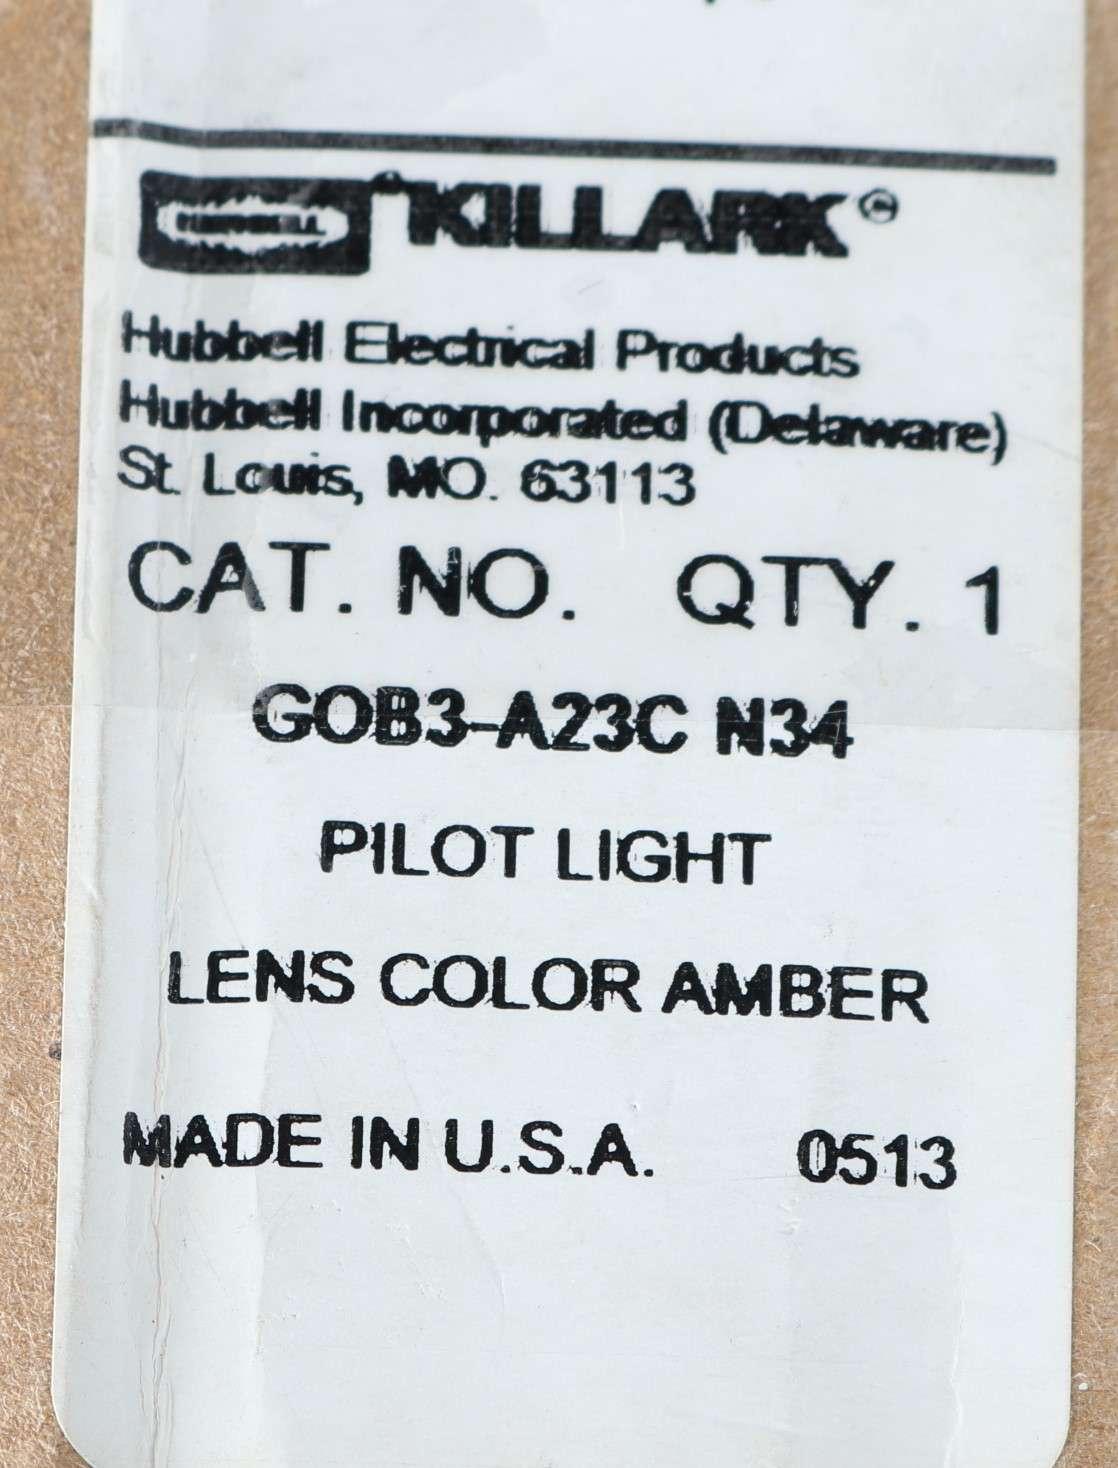 HUBBELL ® KILLARK ®
Hubbell Electrical Products
Hubbell Incorporated (Delaware)
St. Louis, MO. 63113
CAT. NO. QTY. 1
GOB3-A23C N34
PILOT LIGHT
LENS COLOR AMBER
MADE IN U.S.A. 0513